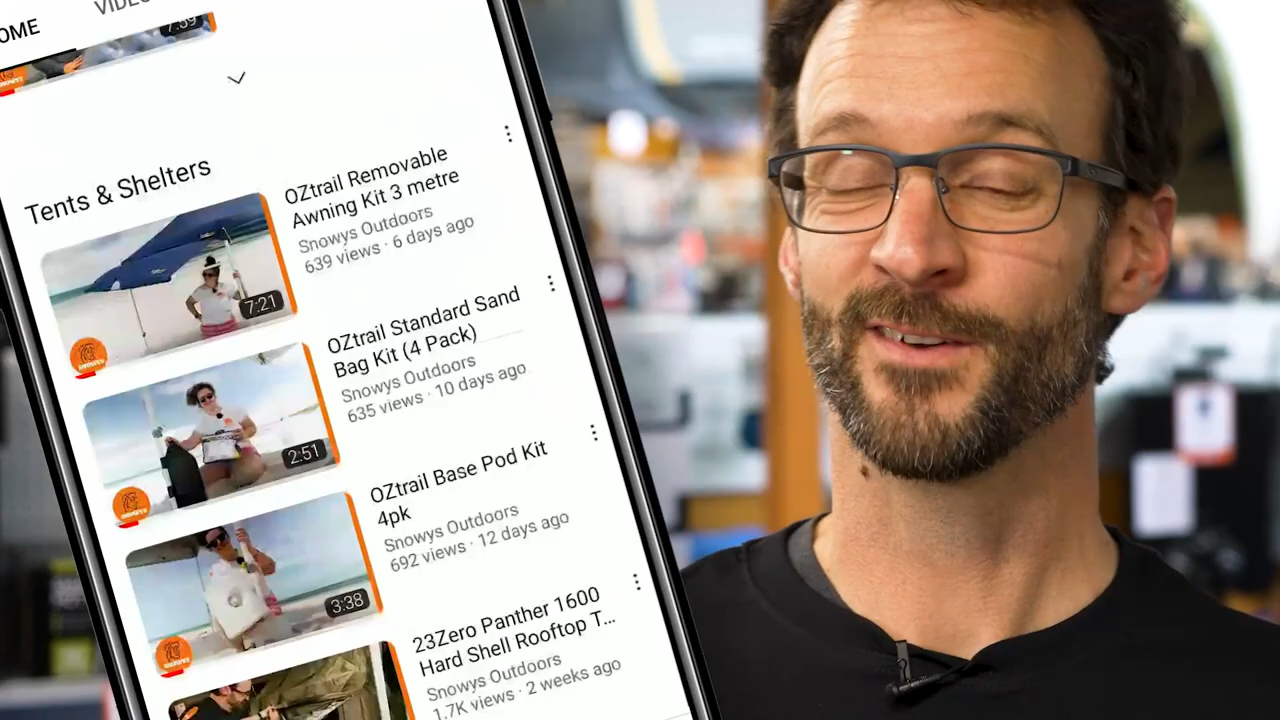 OME
VIDEO
7:59
Tents & Shelters
OZtrail Removable
Awning Kit 3 metre
Snowys Outdoors
639 views · 6 days ago
7:21
OZtrail Standard Sand
Bag Kit (4 Pack)
Snowys Outdoors
635 views · 10 days ago
2:51
OZtrail Base Pod Kit
4pk
Snowys Outdoors
692 views · 12 days ago
3:38
23Zero Panther 1600
Hard Shell Rooftop T...
Snowys Outdoors
1.7K views · 2 weeks ago